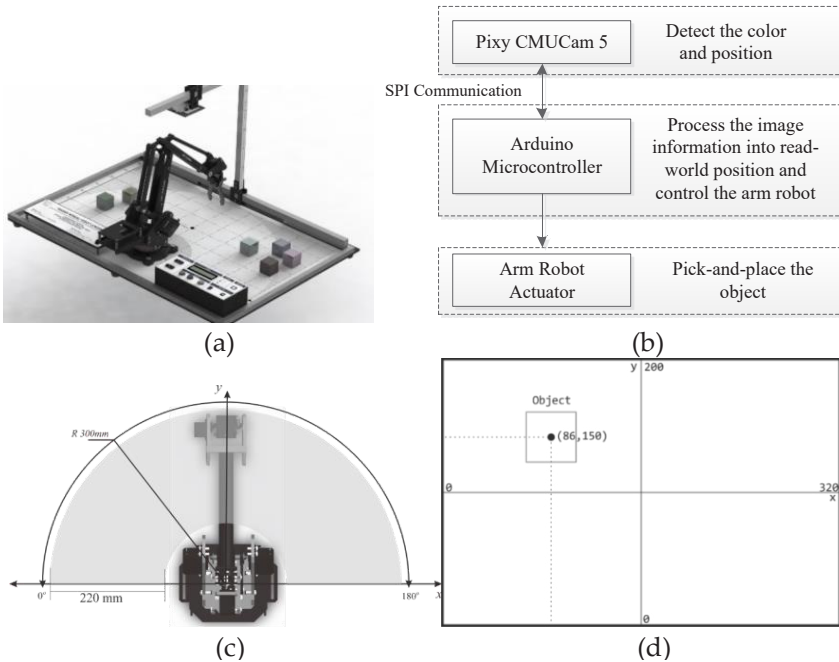 Pixy CMUCam 5
Detect the color
and position
SPI Communication
Arduino
Microcontroller
Process the image
information into read-
world position and
control the arm robot
Arm Robot
Actuator
Pick-and-place the
object
(a)
(b)
y
R 300mm
0°
220 mm
180°
x
(c)
y 200
Object
(86,150)
0
320
x
0
(d)